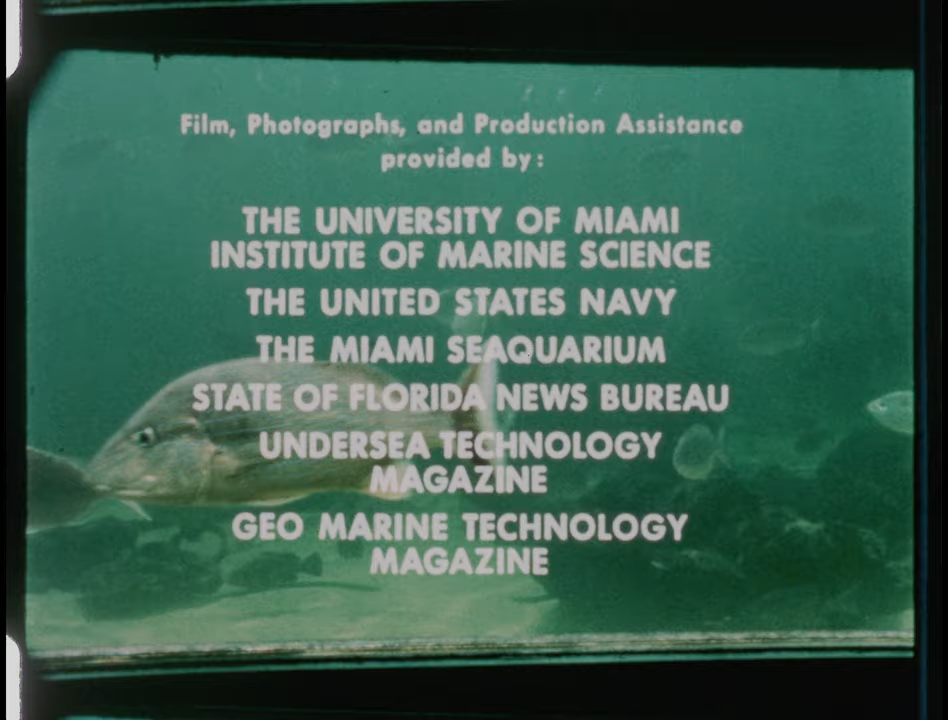 Film, Photographs, and Production Assistance
provided by:
THE UNIVERSITY OF MIAMI
INSTITUTE OF MARINE SCIENCE
THE UNITED STATES NAVY
THE MIAMI SEAQUARIUM
STATE OF FLORIDA NEWS BUREAU
UNDERSEA TECHNOLOGY
MAGAZINE
GEO MARINE TECHNOLOGY
MAGAZINE